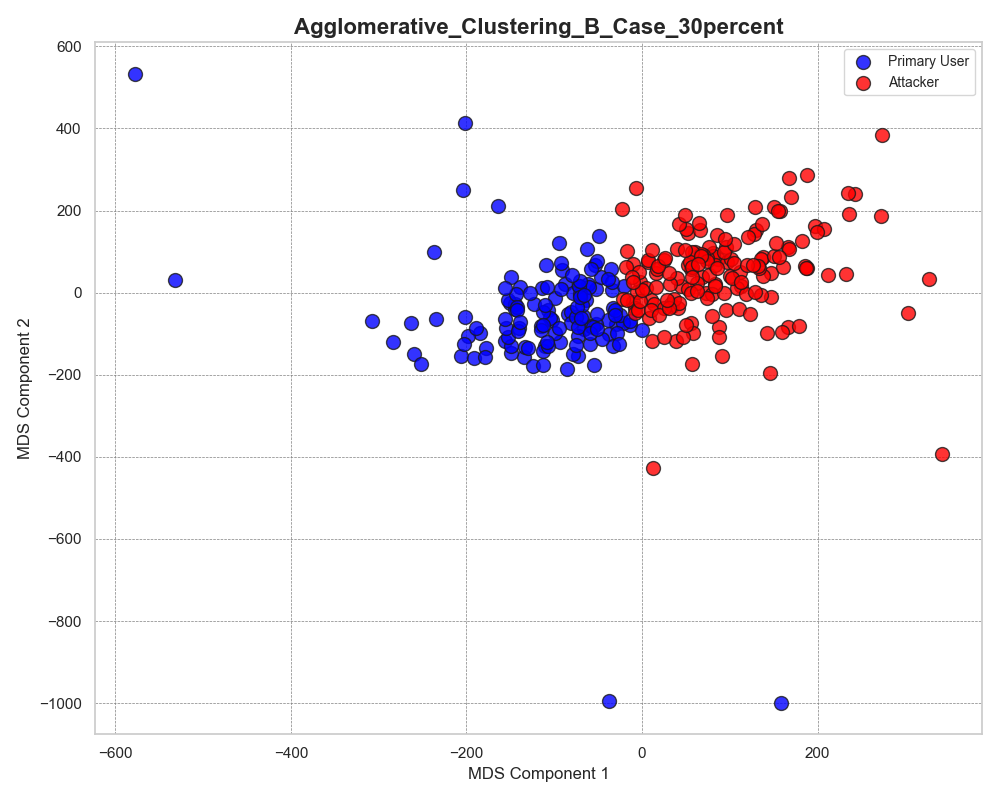 Agglomerative_Clustering_B_Case_30percent
Primary User
Attacker
600
400
200
0
−200
−400
−600
−800
−1000
MDS Component 2
−600
−400
−200
0
200
MDS Component 1